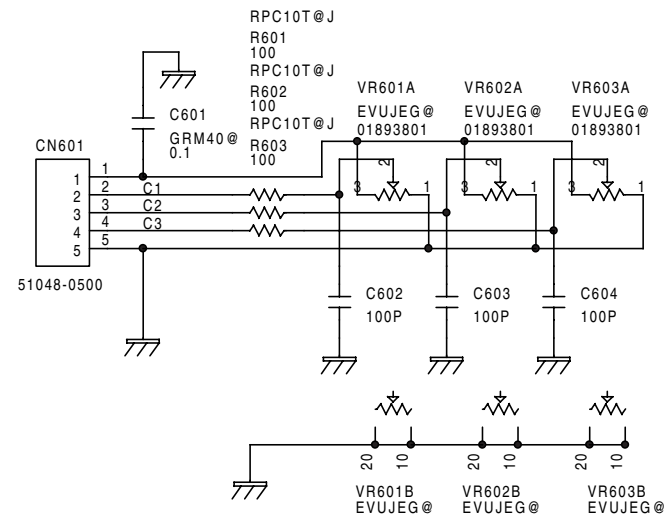 RPC10T@J
R601
100
RPC10T@J
R602
100
RPC10T@J
R603
100
C601
GRM40@
0.1
VR601A
EVUJEG@
01893801
VR602A
EVUJEG@
01893801
VR603A
EVUJEG@
01893801
CN601
1
2
3
4
5
1
2
3
4
5
C1
C2
C3
51048-0500
3
2
1
3
2
1
3
2
1
C602
100P
C603
100P
C604
100P
20
10
20
10
20
10
VR601B
EVUJEG@
VR602B
EVUJEG@
VR603B
EVUJEG@